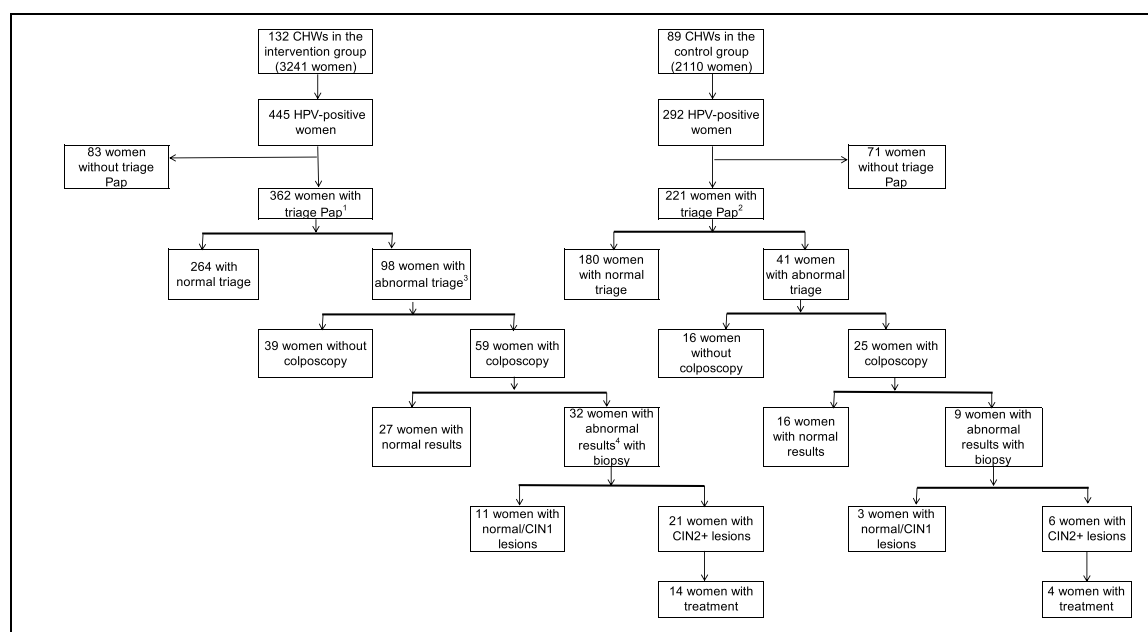 132 CHWs in the
intervention group
(3241 women)
89 CHWs in the
control group
(2110 women)
445 HPV-positive
women
292 HPV-positive
women
83 women
without triage
Pap
71 women
without triage
Pap
362 women with
triage Pap¹
221 women with
triage Pap²
264 with
normal triage
98 women with
abnormal triage³
180 women
with normal
triage
41 women
with abnormal
triage
39 women without
colposcopy
59 women with
colposcopy
16 women
without
colposcopy
25 women with
colposcopy
27 women with
normal results
32 women with
abnormal
results⁴ with
biopsy
16 women
with normal
results
9 women with
abnormal
results with
biopsy
11 women with
normal/CIN1
lesions
21 women with
CIN2+ lesions
3 women with
normal/CIN1
lesions
6 women with
CIN2+ lesions
14 women with
treatment
4 women with
treatment